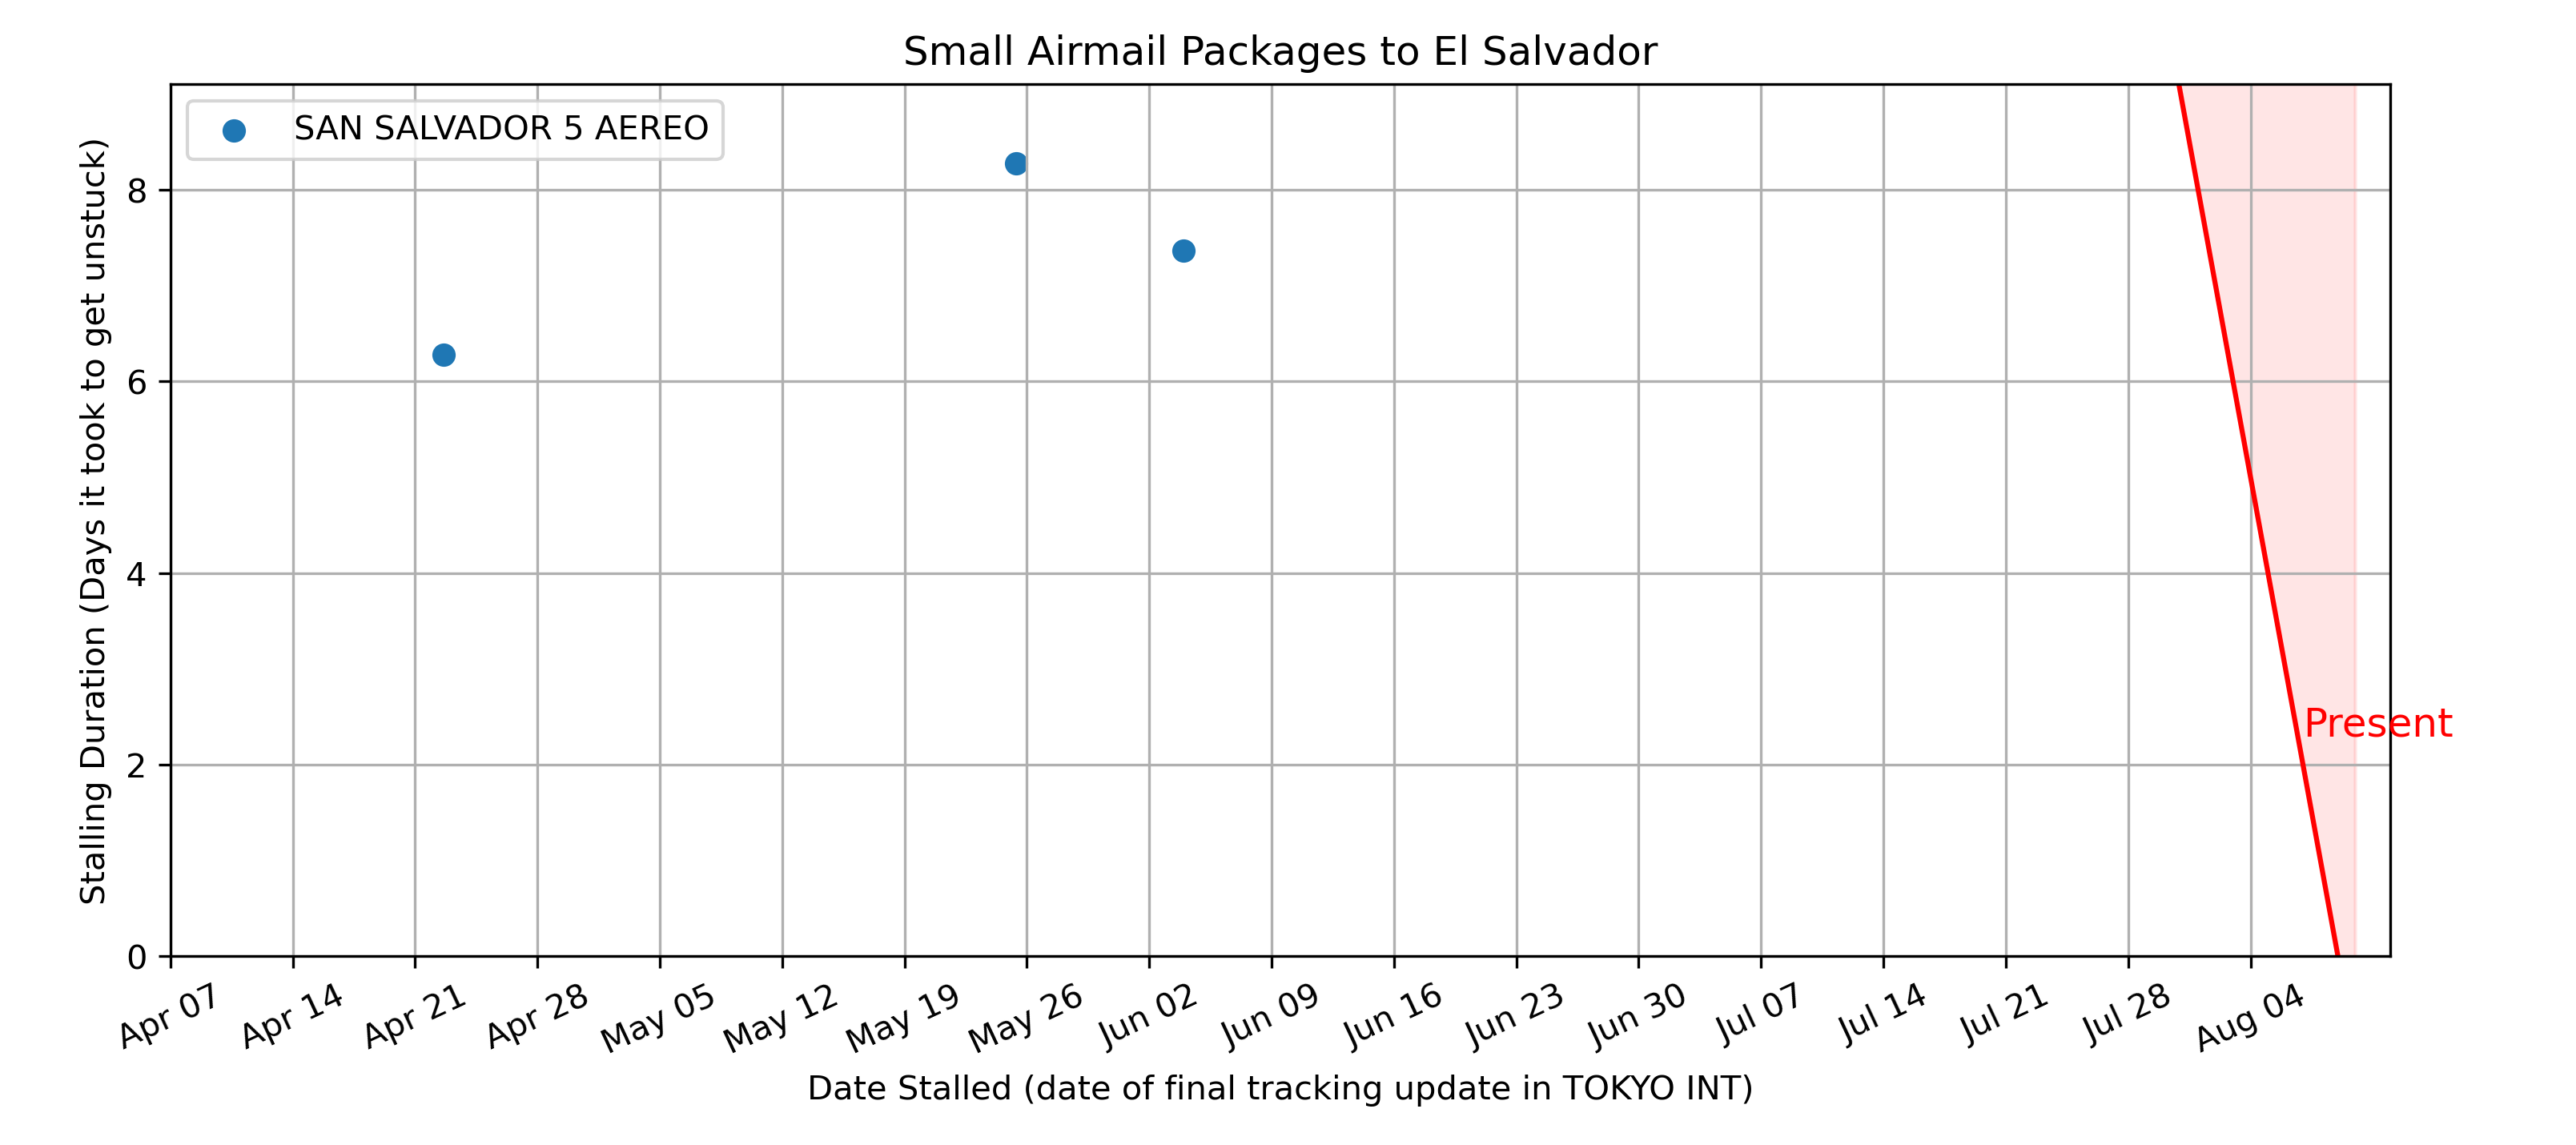 Small Airmail Packages to El Salvador
SAN SALVADOR 5 AEREO
Stalling Duration (Days it took to get unstuck)
8
6
4
2
0
Present
Apr 07
Apr 14
Apr 21
Apr 28
May 05
May 12
May 19
May 26
Jun 02
Jun 09
Jun 16
Jun 23
Jun 30
Jul 07
Jul 14
Jul 21
Jul 28
Aug 04
Date Stalled (date of final tracking update in TOKYO INT)